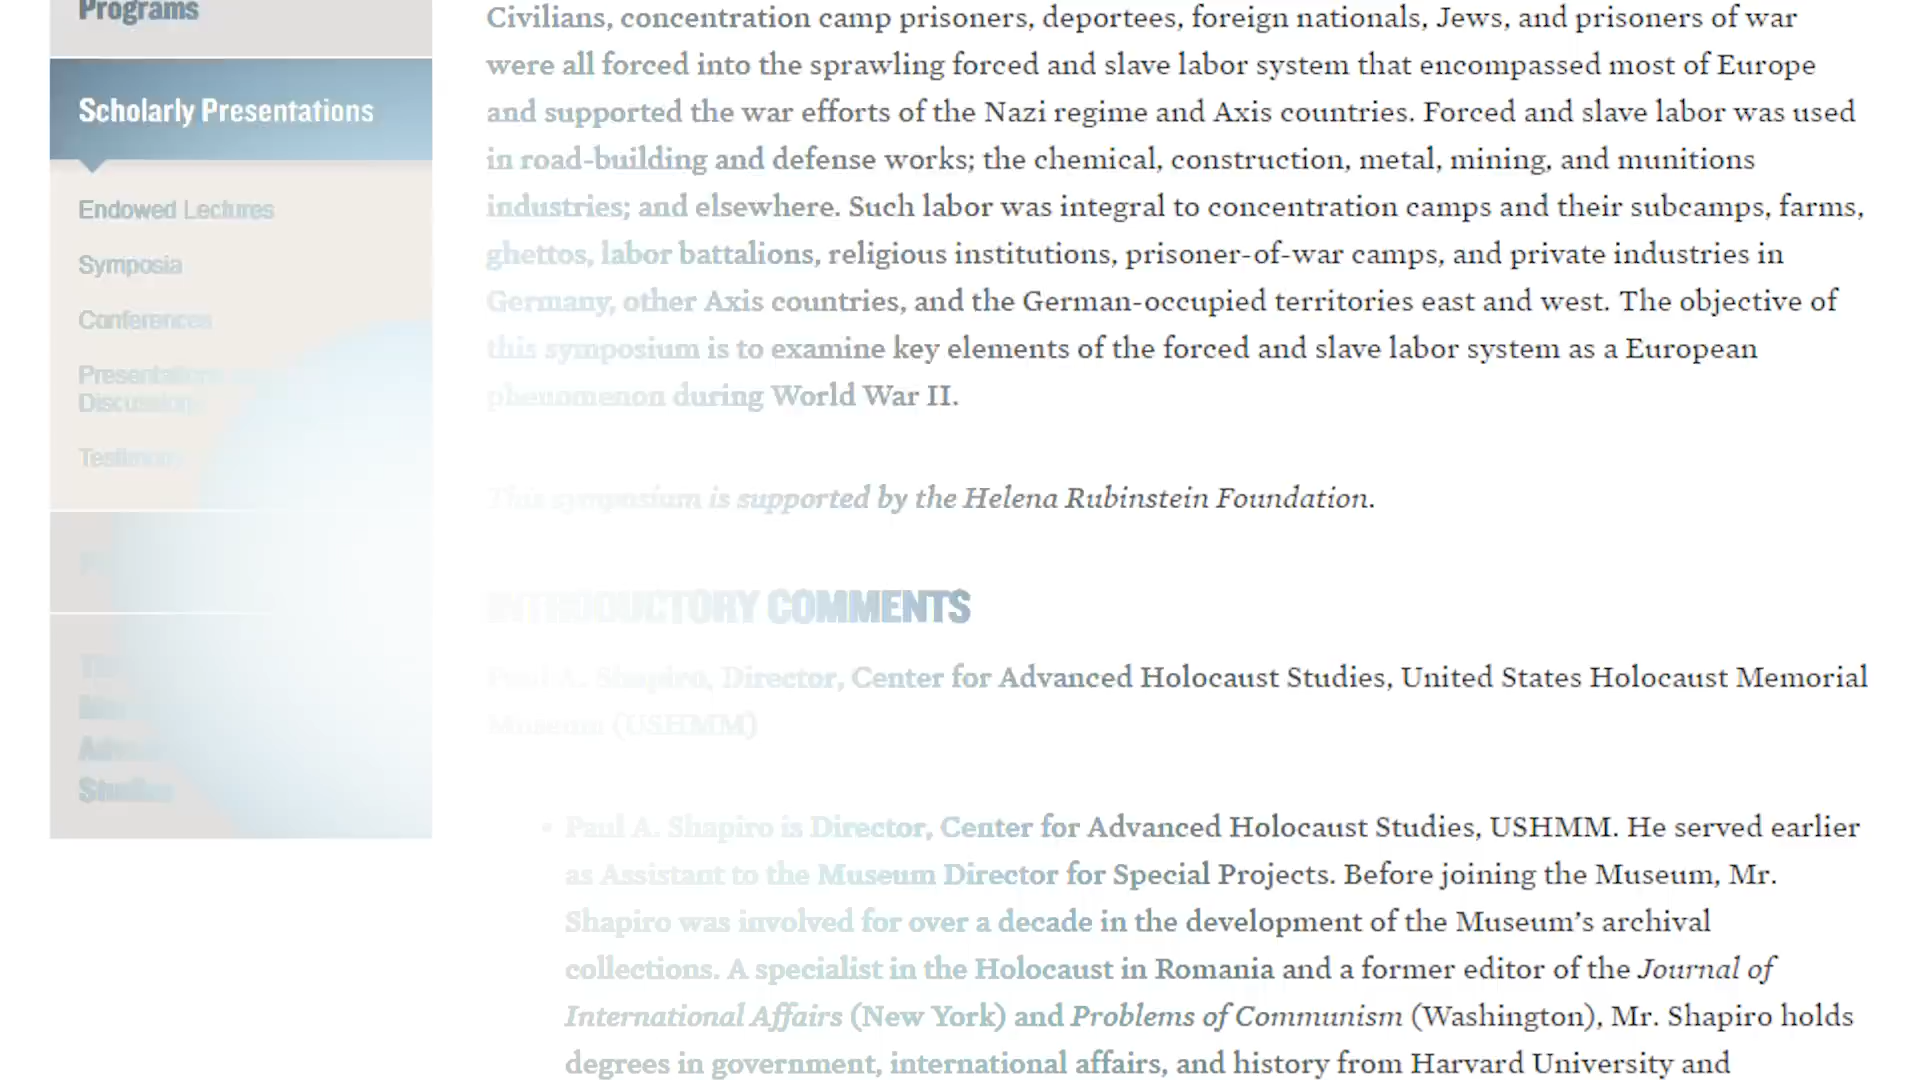 Programs
Scholarly Presentations
Endowed Lectures
Symposia
Conferences
Testimony
Studies
Civilians, concentration camp prisoners, deportees, foreign nationals, Jews, and prisoners of war
were all forced into the sprawling forced and slave labor system that encompassed most of Europe
and supported the war efforts of the Nazi regime and Axis countries. Forced and slave labor was used
in road-building and defense works; the chemical, construction, metal, mining, and munitions
industries; and elsewhere. Such labor was integral to concentration camps and their subcamps, farms,
ghettos, labor battalions, religious institutions, prisoner-of-war camps, and private industries in
Germany, other Axis countries, and the German-occupied territories east and west. The objective of
this symposium is to examine key elements of the forced and slave labor system as a European
phenomenon during World War II.
This symposium is supported by the Helena Rubinstein Foundation.
INTRODUCTORY COMMENTS
Paul A. Shapiro, Director, Center for Advanced Holocaust Studies, United States Holocaust Memorial
Museum (USHMM)
• Paul A. Shapiro is Director, Center for Advanced Holocaust Studies, USHMM. He served earlier
as Assistant to the Museum Director for Special Projects. Before joining the Museum, Mr.
Shapiro was involved for over a decade in the development of the Museum’s archival
collections. A specialist in the Holocaust in Romania and a former editor of the Journal of
International Affairs (New York) and Problems of Communism (Washington), Mr. Shapiro holds
degrees in government, international affairs, and history from Harvard University and